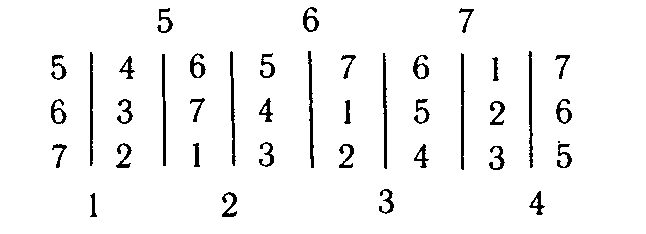 5 6 7
5 | 4 | 6 | 5 | 7 | 6 | 1 | 7
6 | 3 | 7 | 4 | 1 | 5 | 2 | 6
7 | 2 | 1 | 3 | 2 | 4 | 3 | 5
1 2 3 4